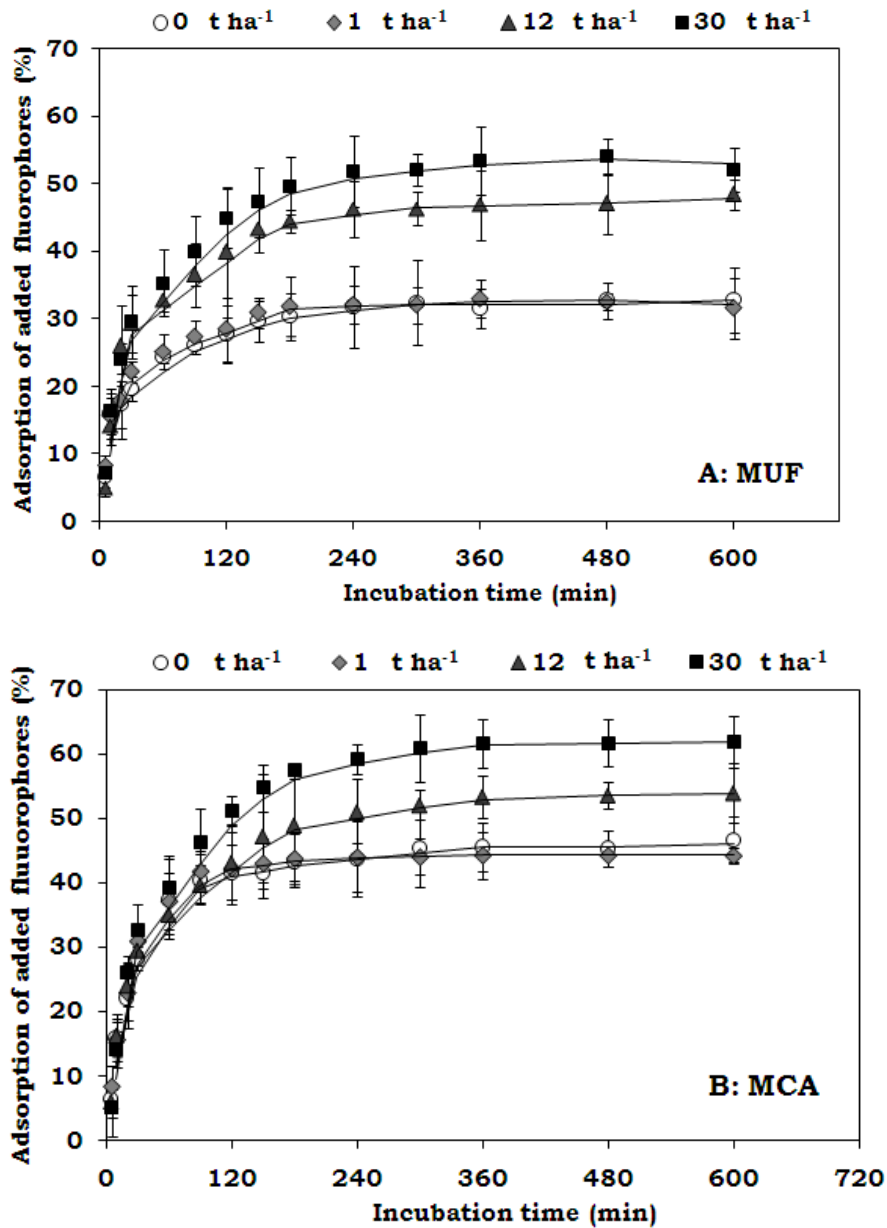 0 t ha-1 1 t ha-1 12 t ha-1 30 t ha-1
70
60
50
40
30
20
10
0
Adsorption of added fluorophores (%)
A: MUF
0 120 240 360 480 600
Incubation time (min)
0 t ha-1 1 t ha-1 12 t ha-1 30 t ha-1
70
60
50
40
30
20
10
0
Adsorption of added fluuorophores (%)
B: MCA
0 120 240 360 480 600 720
Incubation time (min)